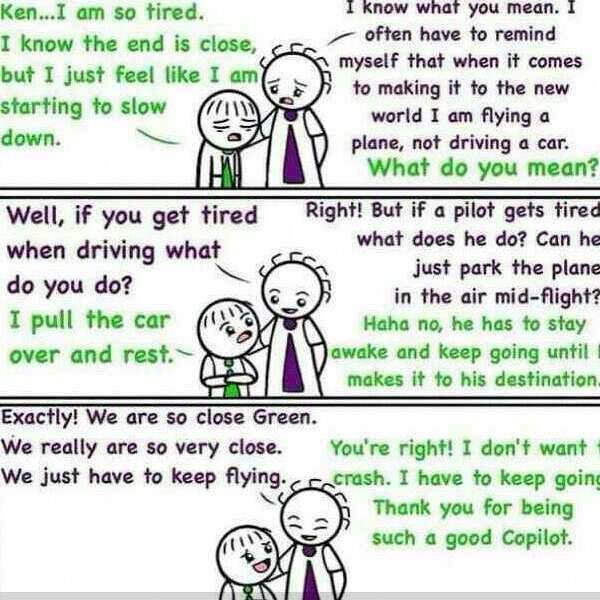 Ken...I am so tired.
I know the end is close,
but I just feel like I am
starting to slow
down.
I know what you mean. I
often have to remind
myself that when it comes
to making it to the new
world I am flying a
plane, not driving a car.
What do you mean?
Well, if you get tired
when driving what
do you do?
I pull the car
over and rest.
Right! But if a pilot gets tired
what does he do? Can he
just park the plane
in the air mid-flight?
Haha no, he has to stay
awake and keep going until
makes it to his destination.
Exactly! We are so close Green.
We really are so very close.
We just have to keep flying.
You're right! I don't want
crash. I have to keep going
Thank you for being
such a good Copilot.